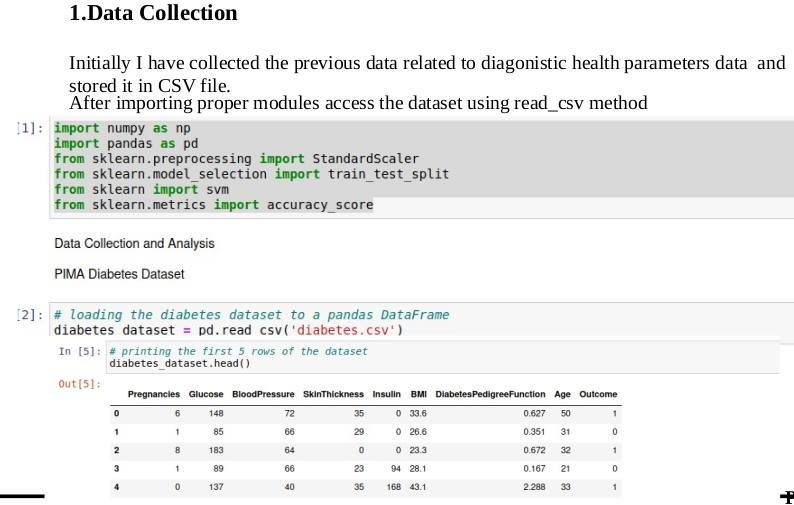 1.Data Collection
Initially I have collected the previous data related to diagonistic health parameters data and
stored it in CSV file.
After importing proper modules access the dataset using read_csv method
[1]: import numpy as np
import pandas as pd
from sklearn.preprocessing import StandardScaler
from sklearn.model_selection import train_test_split
from sklearn import svm
from sklearn.metrics import accuracy_score
Data Collection and Analysis
PIMA Diabetes Dataset
[2]: # loading the diabetes dataset to a pandas DataFrame
diabetes_dataset = pd.read_csv('diabetes.csv')
In [5]: # printing the first 5 rows of the dataset
diabetes_dataset.head()
Out[5]:
Pregnancies Glucose BloodPressure SkinThickness Insulin BMI DiabetesPedigreeFunction Age Outcome
0 6 148 72 35 0 33.6 0.627 50 1
1 1 85 66 29 0 26.6 0.351 31 0
2 8 183 64 0 0 23.3 0.672 32 1
3 1 89 66 23 94 28.1 0.167 21 0
4 0 137 40 35 168 43.1 2.288 33 1